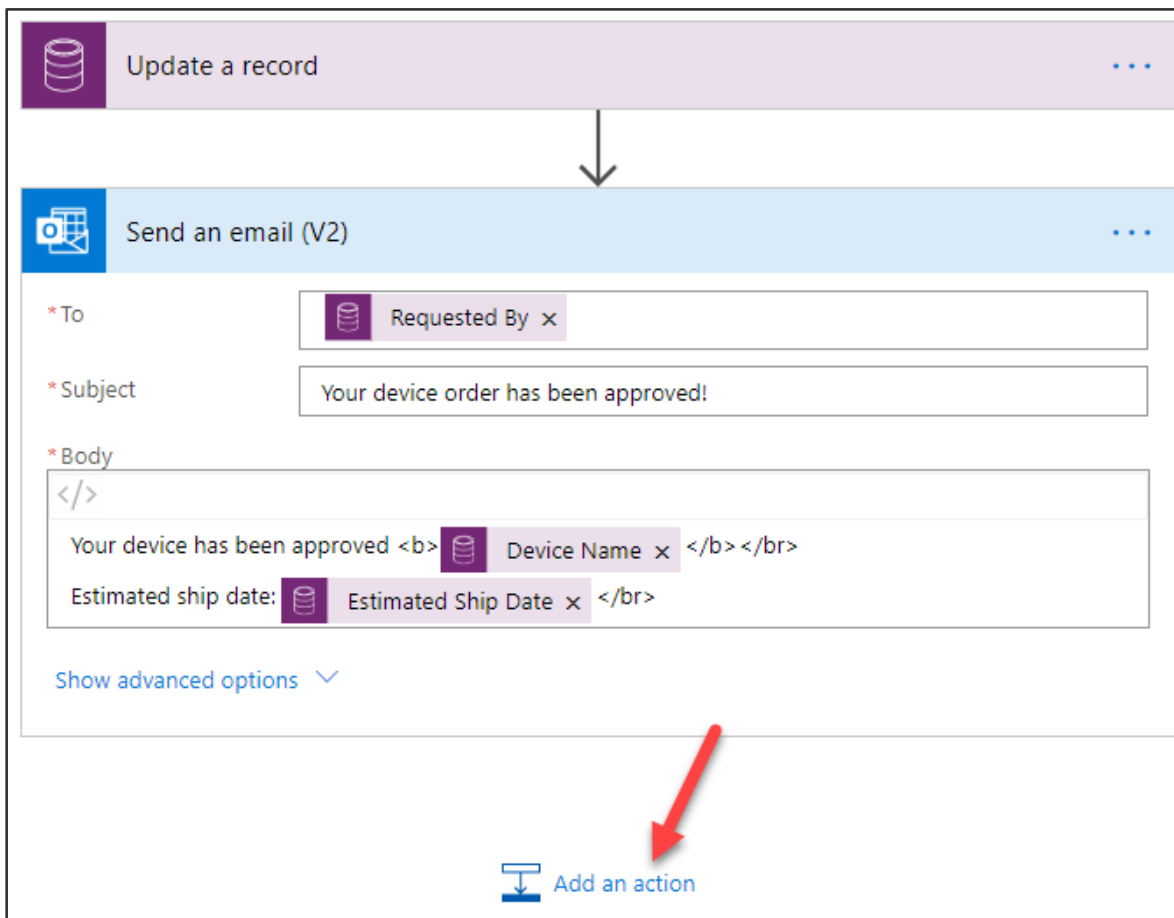 Update a record
Send an email (V2)
* To
Requested By ×
* Subject
Your device order has been approved!
* Body
</>
Your device has been approved <b> Device Name × </b></br>
Estimated ship date: Estimated Ship Date × </br>
Show advanced options
Add an action